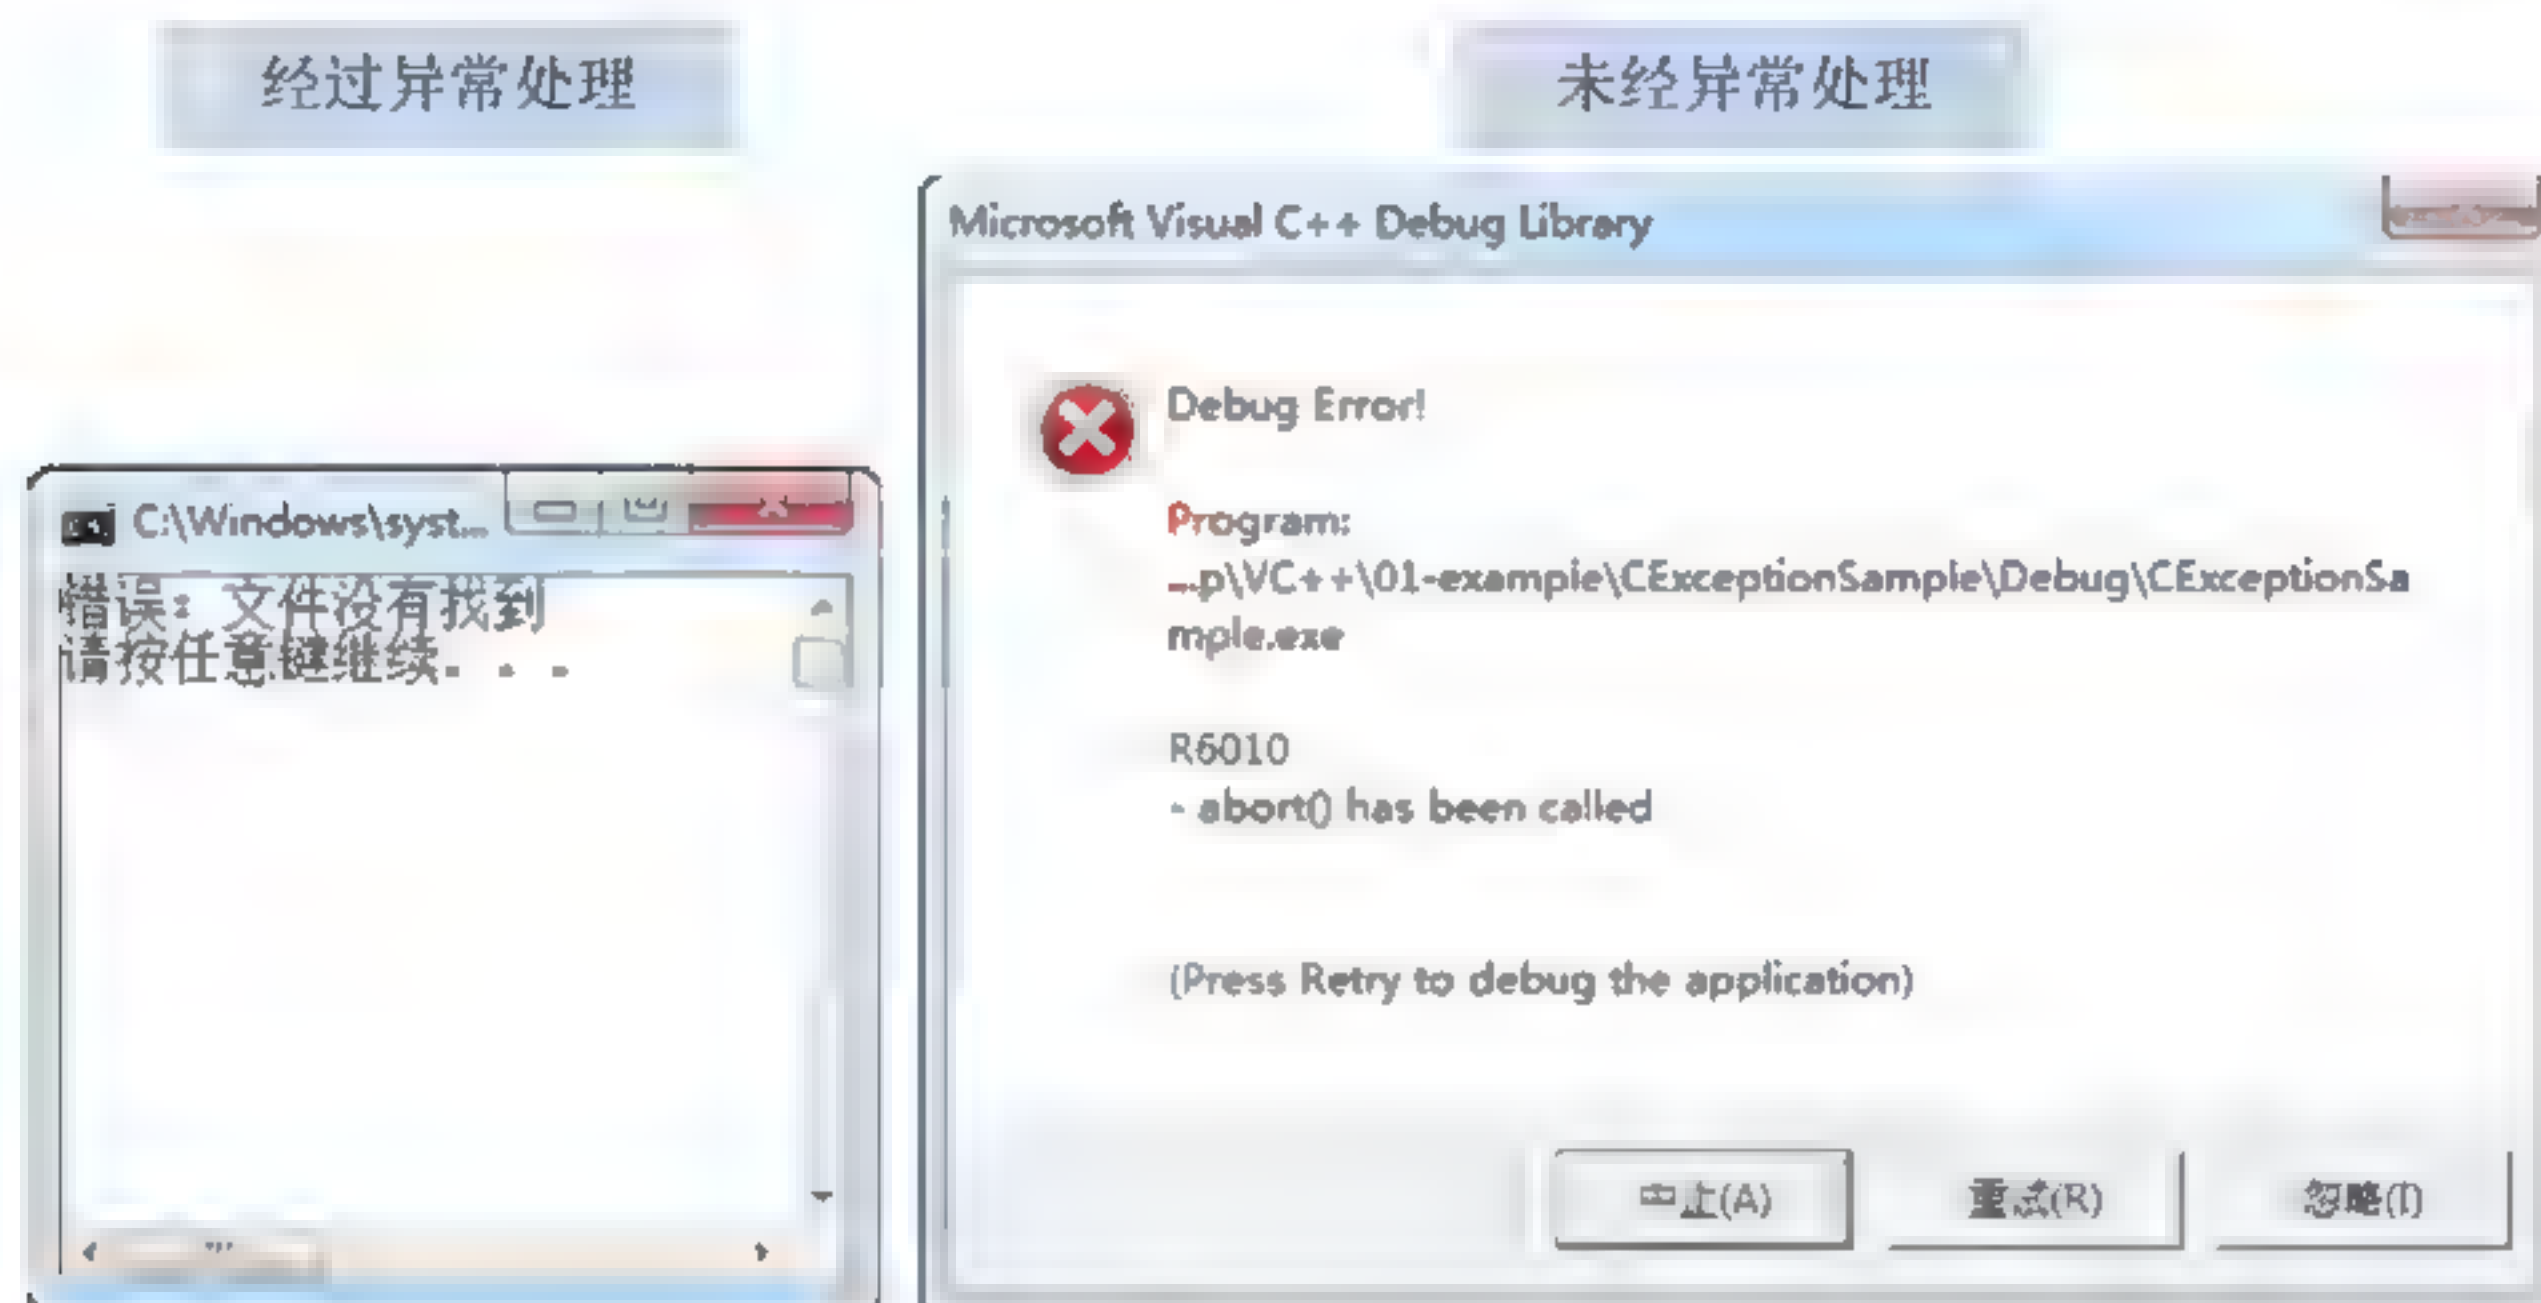 经过异常处理
未经异常处理
C:\Windows\syst...
错误：文件没有找到
请按任意键继续. . .
Microsoft Visual C++ Debug Library
Debug Error!
Program:
...p\VC++\01-example\CExceptionSample\Debug\CExceptionSa
mple.exe
R6010
- abort() has been called
(Press Retry to debug the application)
中止(A)
重试(R)
忽略(I)